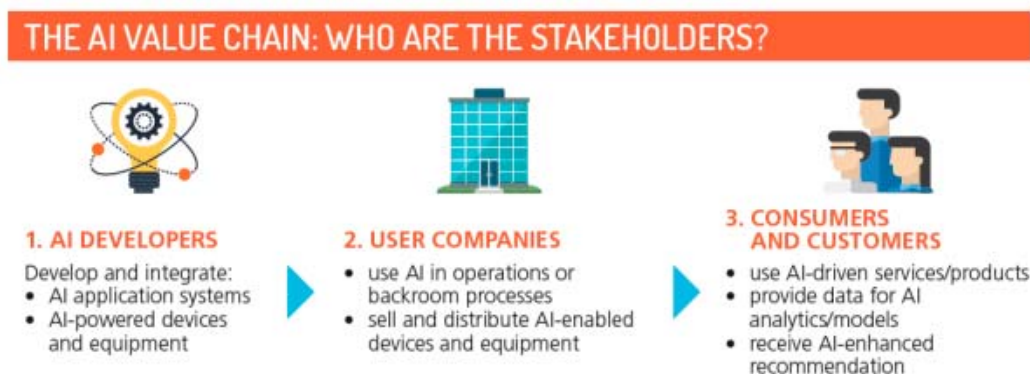 THE AI VALUE CHAIN: WHO ARE THE STAKEHOLDERS?
1. AI DEVELOPERS
Develop and integrate:
• AI application systems
• AI-powered devices
and equipment
2. USER COMPANIES
• use AI in operations or
backroom processes
• sell and distribute AI-enabled
devices and equipment
3. CONSUMERS
AND CUSTOMERS
• use AI-driven services/products
• provide data for AI
analytics/models
• receive AI-enhanced
recommendation